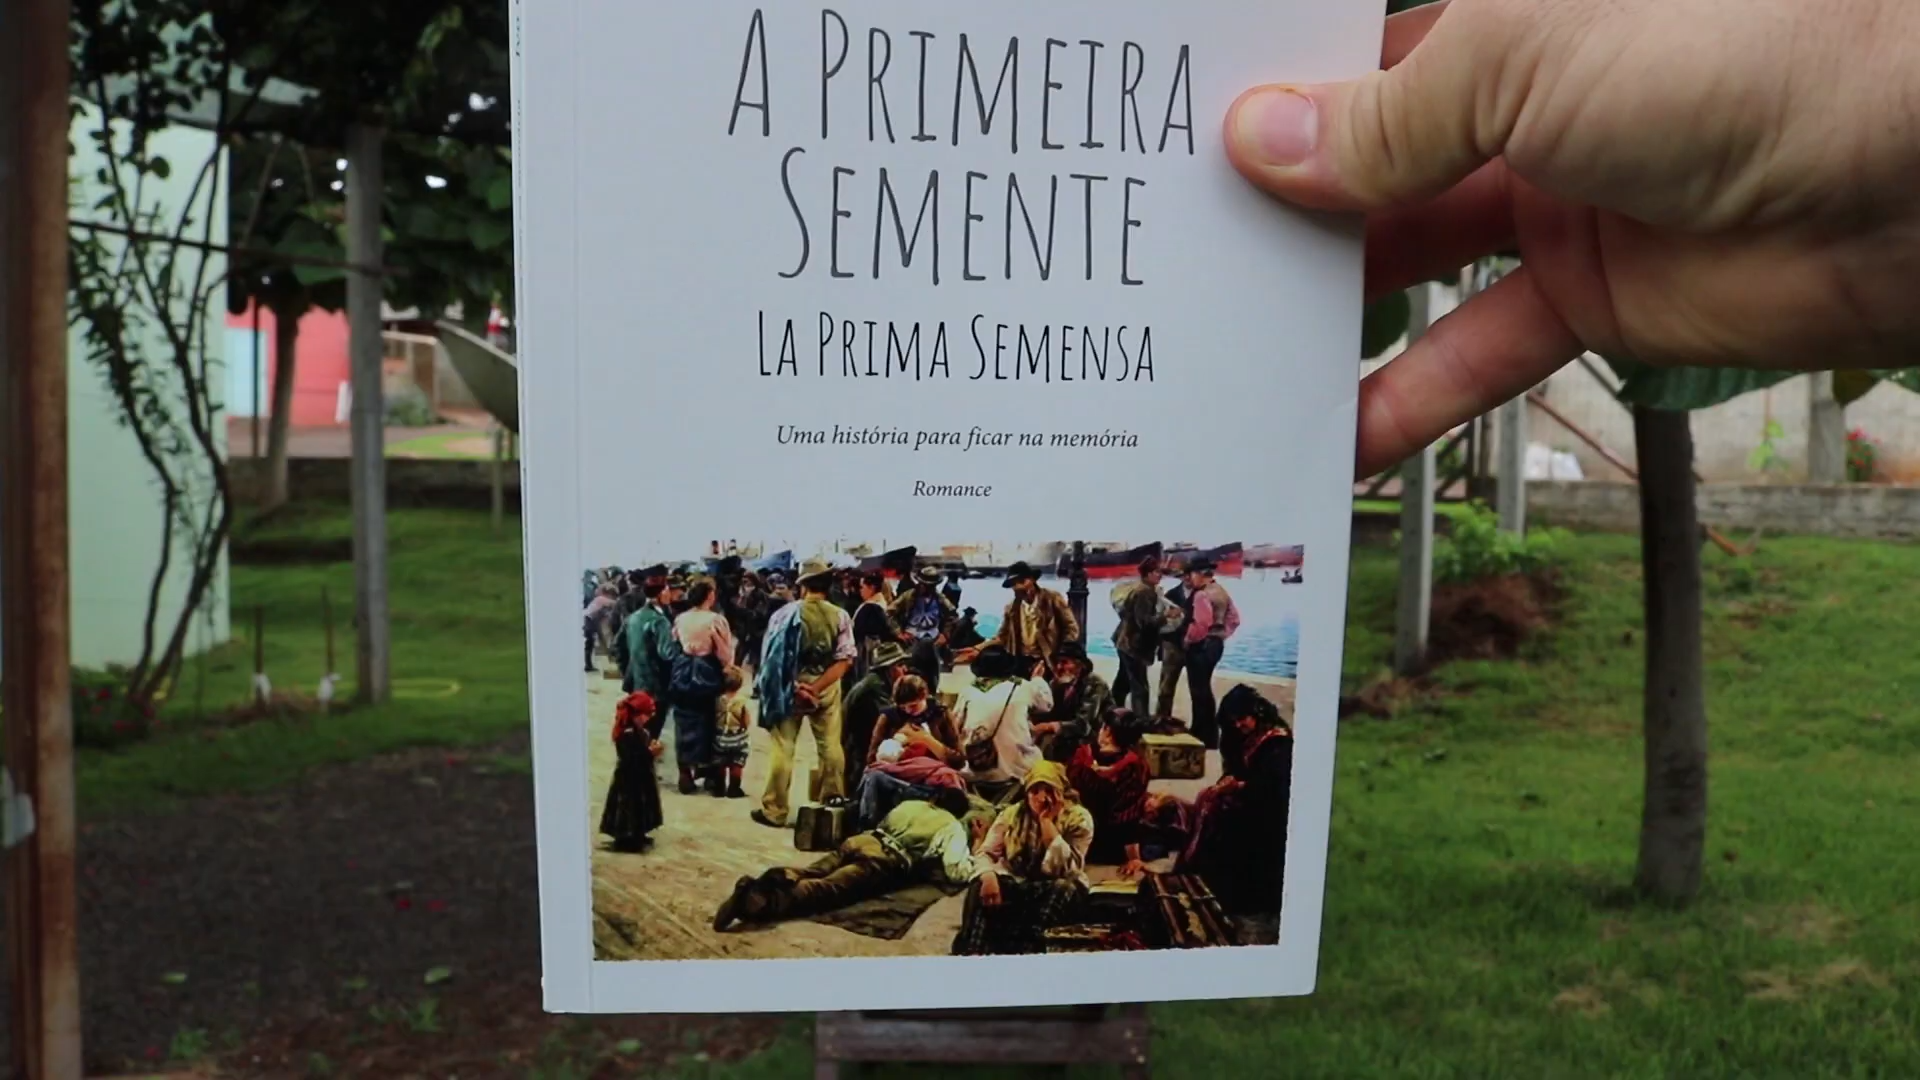 A PRIMEIRA
SEMENTE
LA PRIMA SEMENSA
Uma história para ficar na memória
Romance